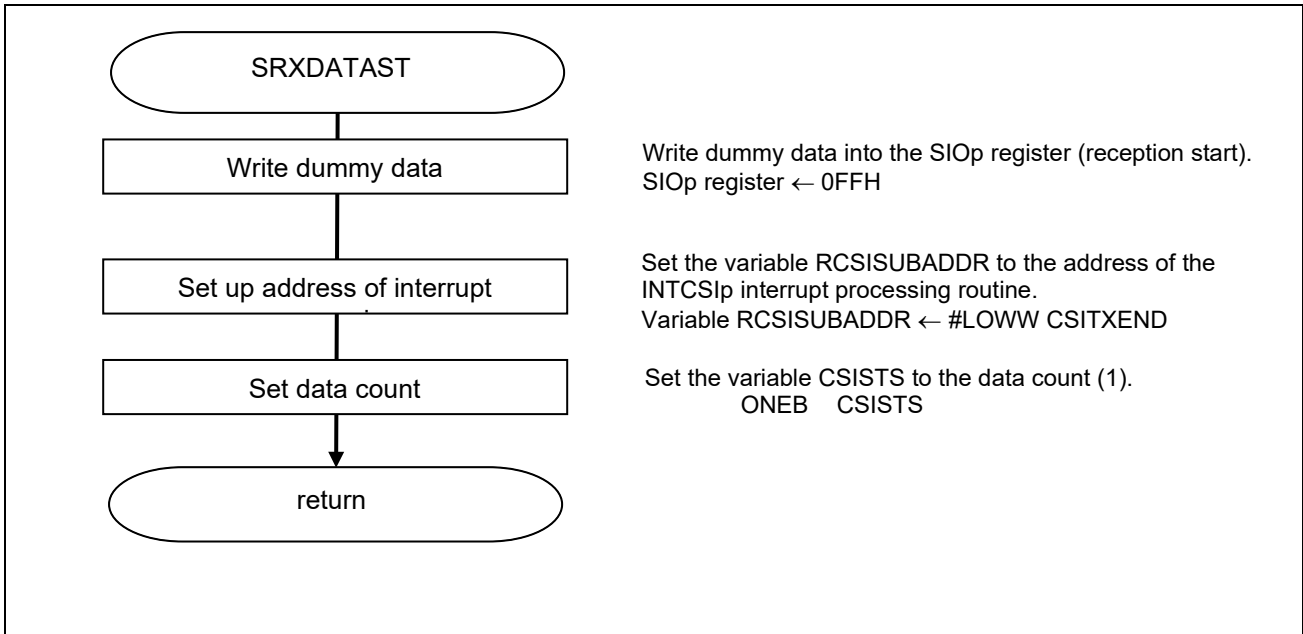 SRXDATAST
Write dummy data
Write dummy data into the SIOp register (reception start).
SIOp register ← 0FFH
Set up address of interrupt
Set the variable RCSISUBADDR to the address of the
INTCSIp interrupt processing routine.
Variable RCSISUBADDR ← #LOWW CSITXEND
Set data count
Set the variable CSISTS to the data count (1).
ONEB CSISTS
return